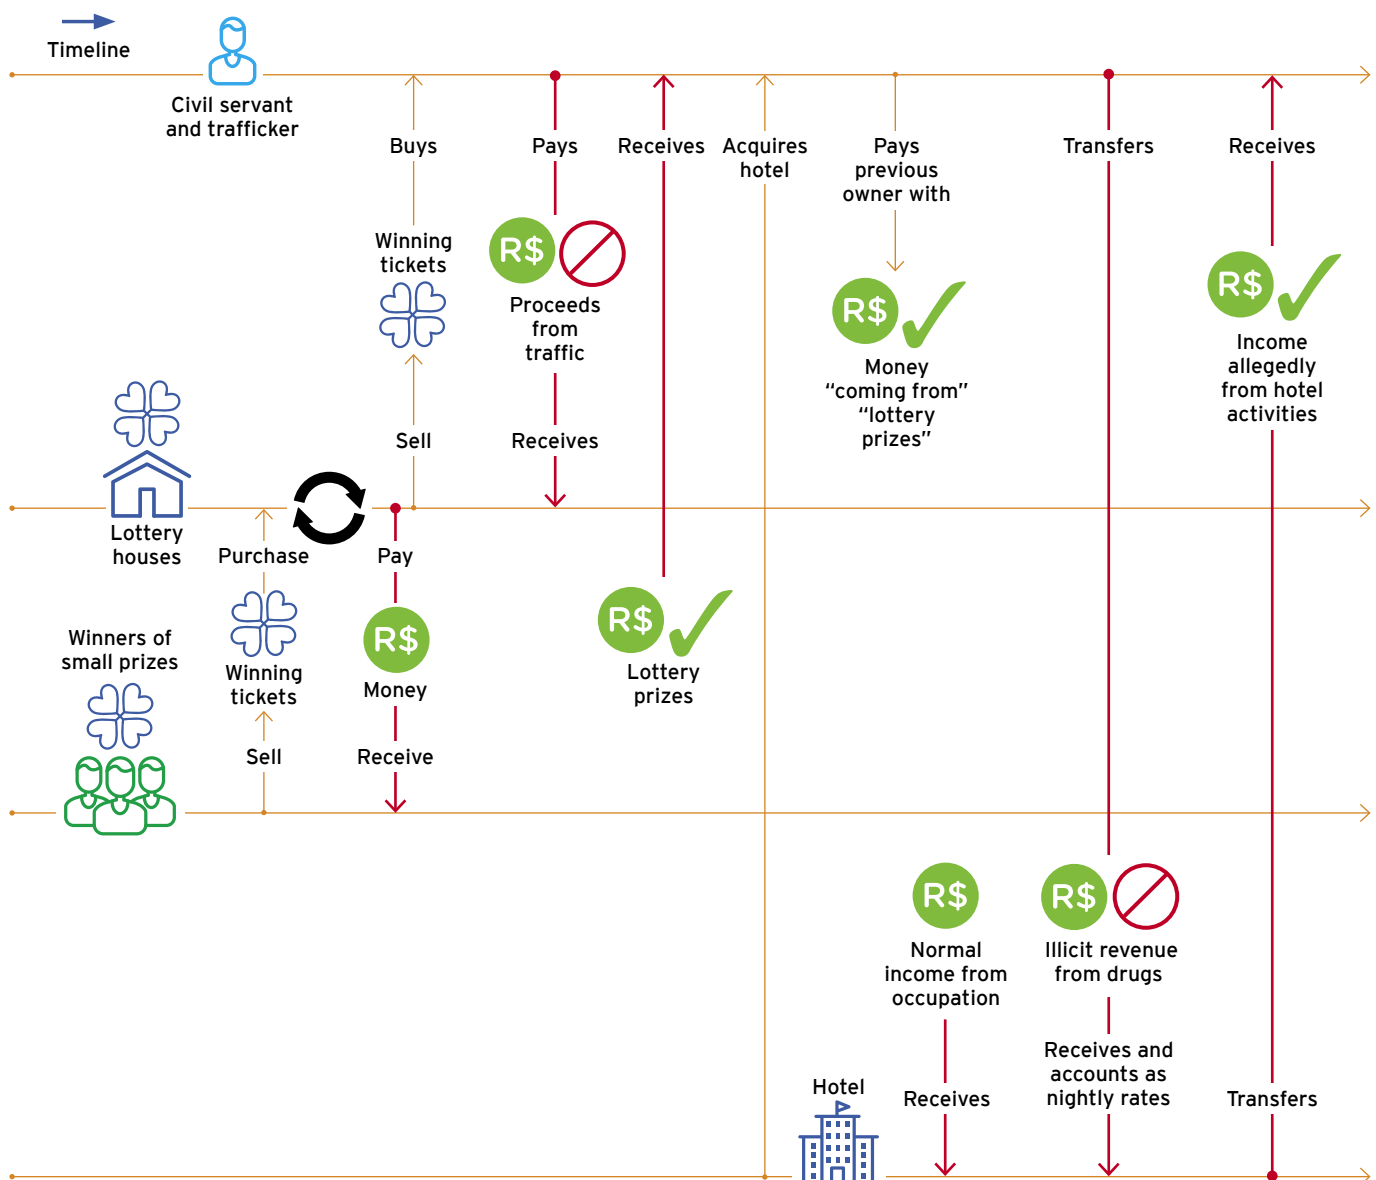 Timeline
Civil servant
and trafficker
Buys
Pays
Receives
Acquires
hotel
Pays
previous
owner with
Transfers
Receives
Winning
tickets
R$
Proceeds
from
traffic
R$
Money
“coming from”
“lottery
prizes”
R$
Income
allegedly
from hotel
activities
Sell
Receives
Lottery
houses
Purchase
Pay
Winners of
small prizes
Winning
tickets
R$
Money
R$
Lottery
prizes
Sell
Receive
R$
Normal
income from
occupation
R$
Illicit revenue
from drugs
Hotel
Receives
Receives and
accounts as
nightly rates
Transfers